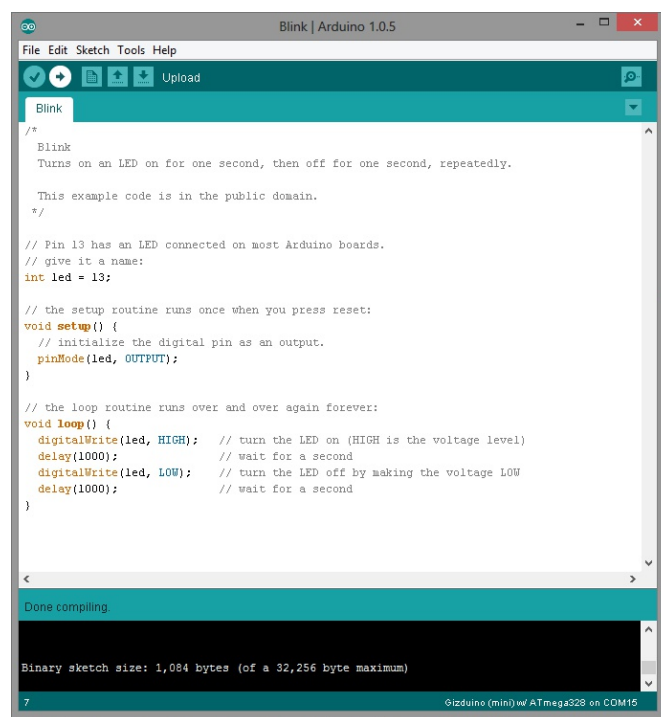 Blink | Arduino 1.0.5
File Edit Sketch Tools Help
Upload
Blink
/*
  Blink
  Turns on an LED on for one second, then off for one second, repeatedly.

  This example code is in the public domain.
 */

// Pin 13 has an LED connected on most Arduino boards.
// give it a name:
int led = 13;

// the setup routine runs once when you press reset:
void setup() {
  // initialize the digital pin as an output.
  pinMode(led, OUTPUT);
}

// the loop routine runs over and over again forever:
void loop() {
  digitalWrite(led, HIGH);   // turn the LED on (HIGH is the voltage level)
  delay(1000);               // wait for a second
  digitalWrite(led, LOW);    // turn the LED off by making the voltage LOW
  delay(1000);               // wait for a second
}
Done compiling.
Binary sketch size: 1,084 bytes (of a 32,256 byte maximum)
7 Gizduino (mini) w/ ATmega328 on COM15